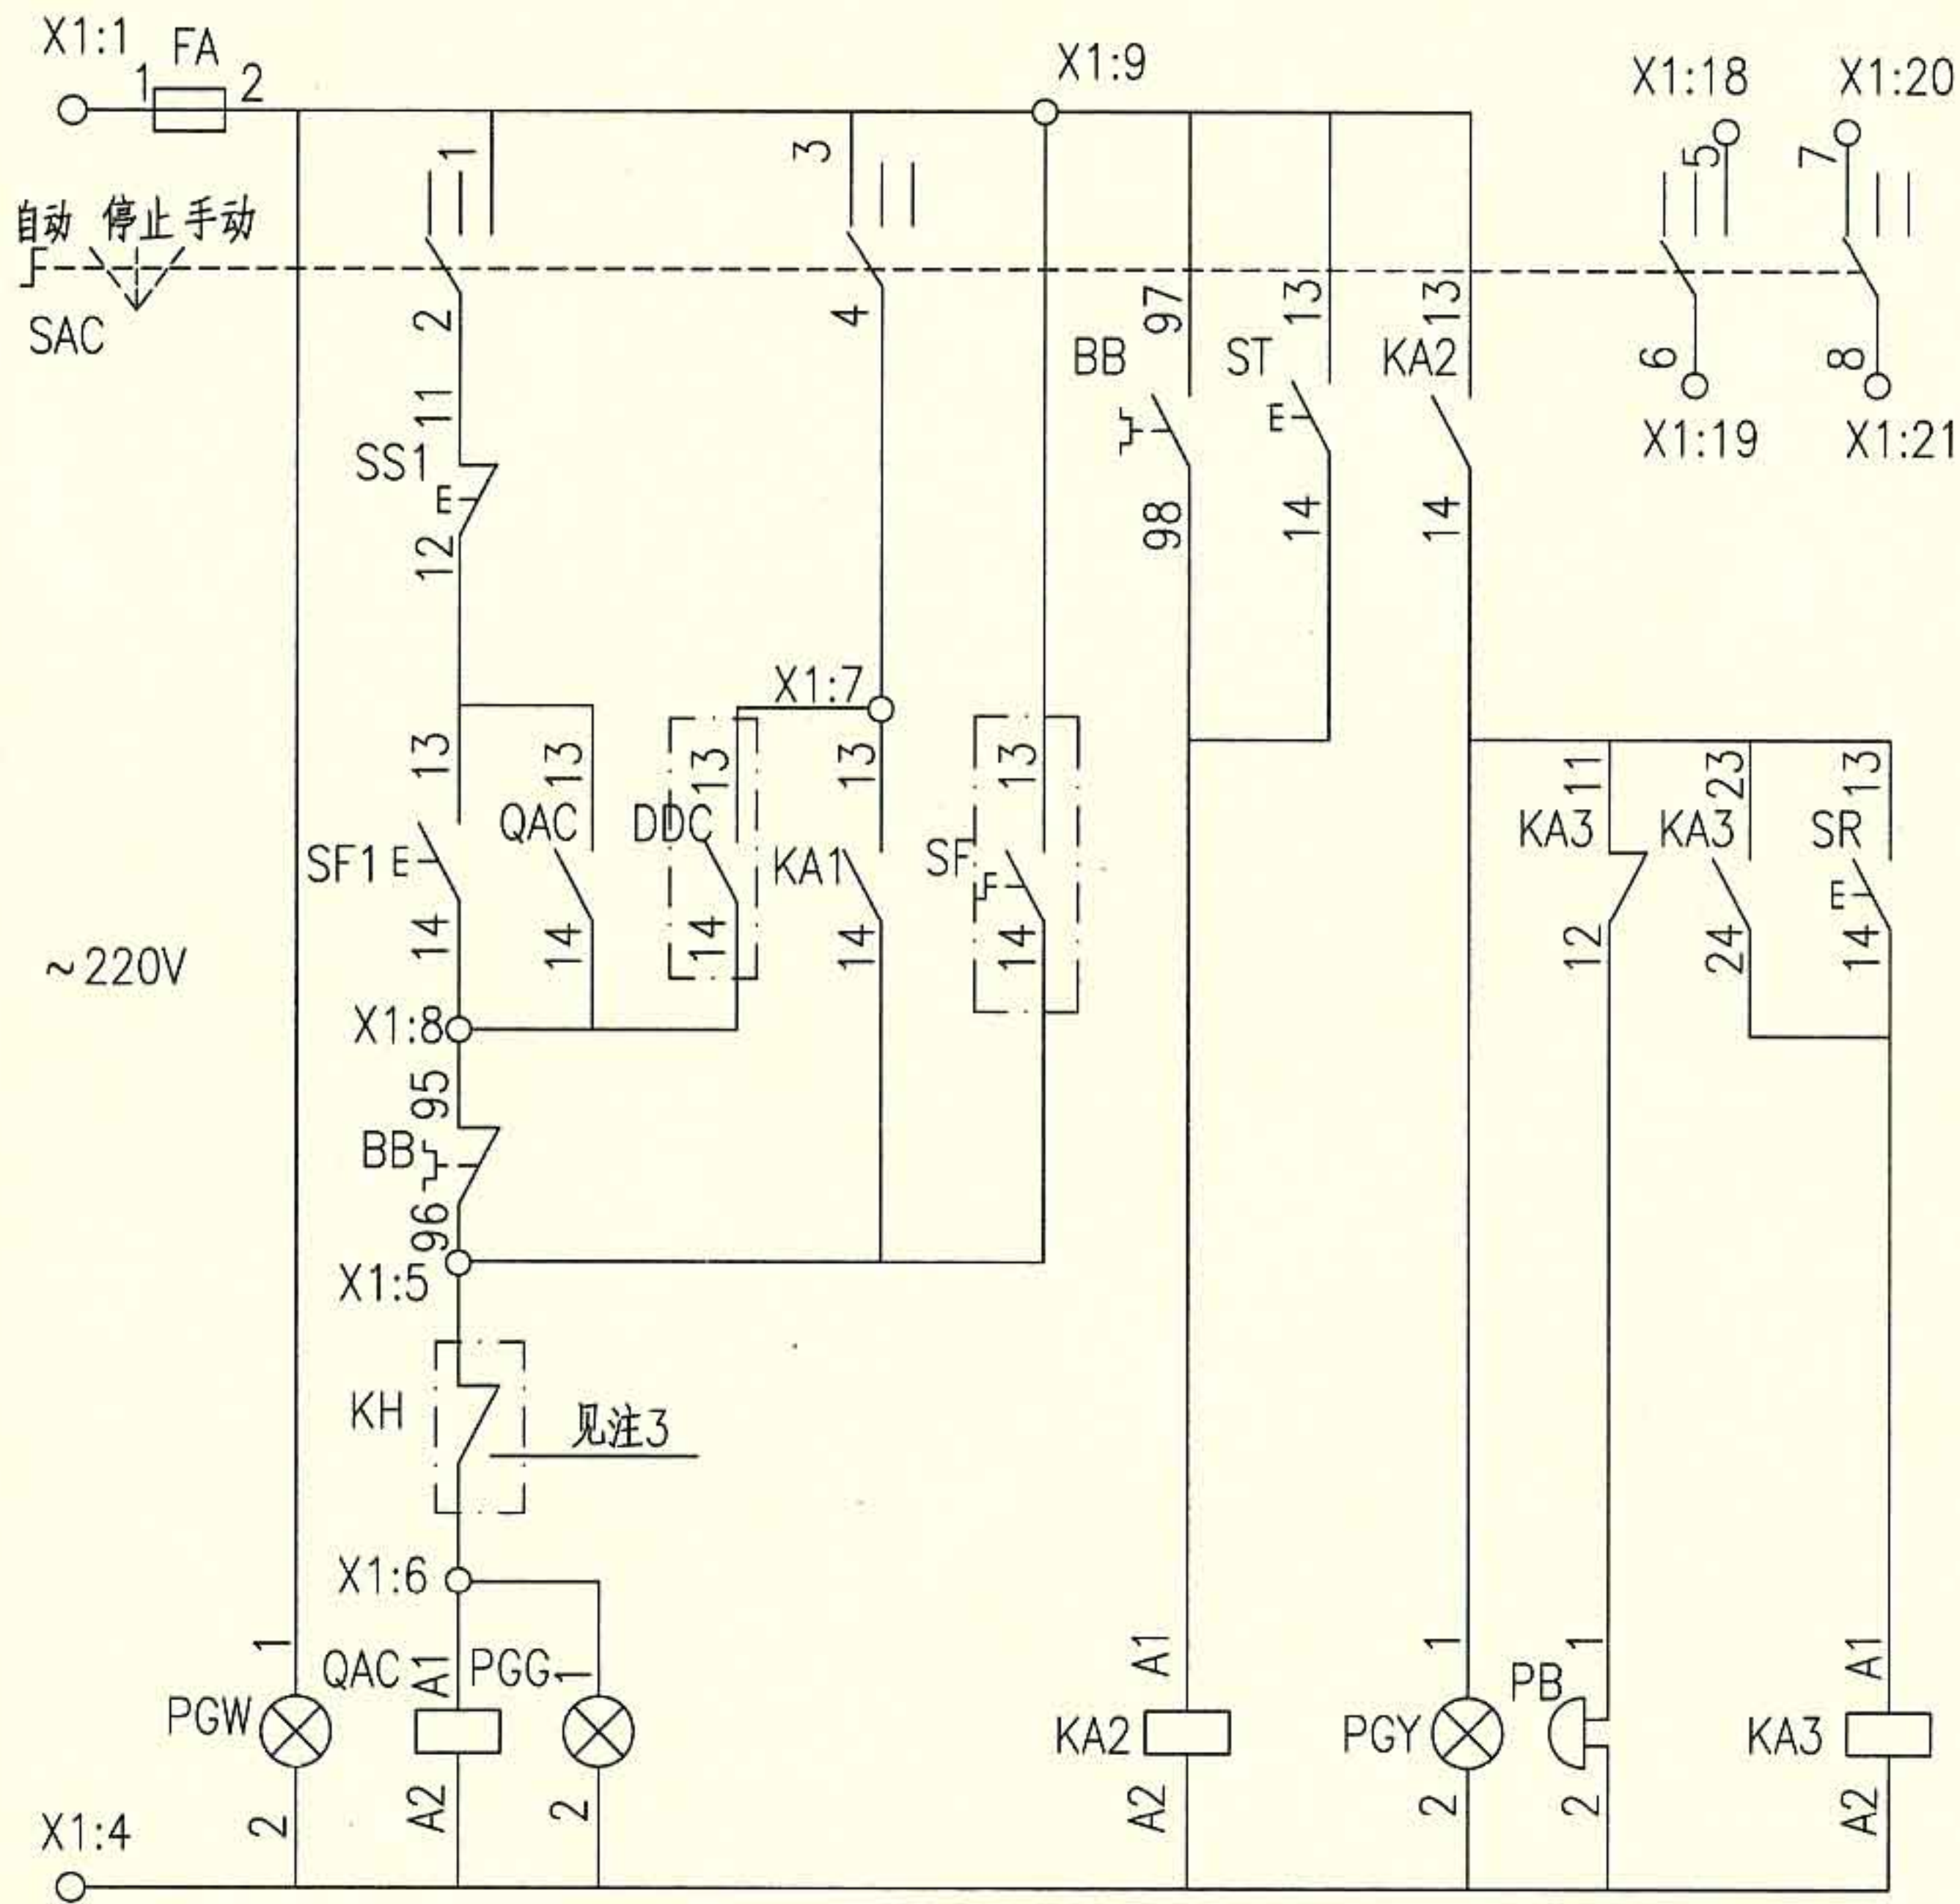 X1:1
FA
1
2
X1:9
X1:18
X1:20
1
3
5
7
自动 停止 手动
SAC
2
4
97
13
13
6
8
BB
ST
KA2
X1:19
X1:21
11
SS1
E
E
12
98
14
14
X1:7
13
13
13
13
13
11
23
13
SF1
E
QAC
DDC
KA1
SF
KA3
KA3
SR
E
14
14
14
14
14
12
24
14
~220V
X1:8
95
BB
96
X1:5
KH
见注3
X1:6
1
QAC
A1
PGG
1
A1
1
PB
1
A1
PGW
KA2
PGY
KA3
2
A2
2
A2
2
2
A2
X1:4